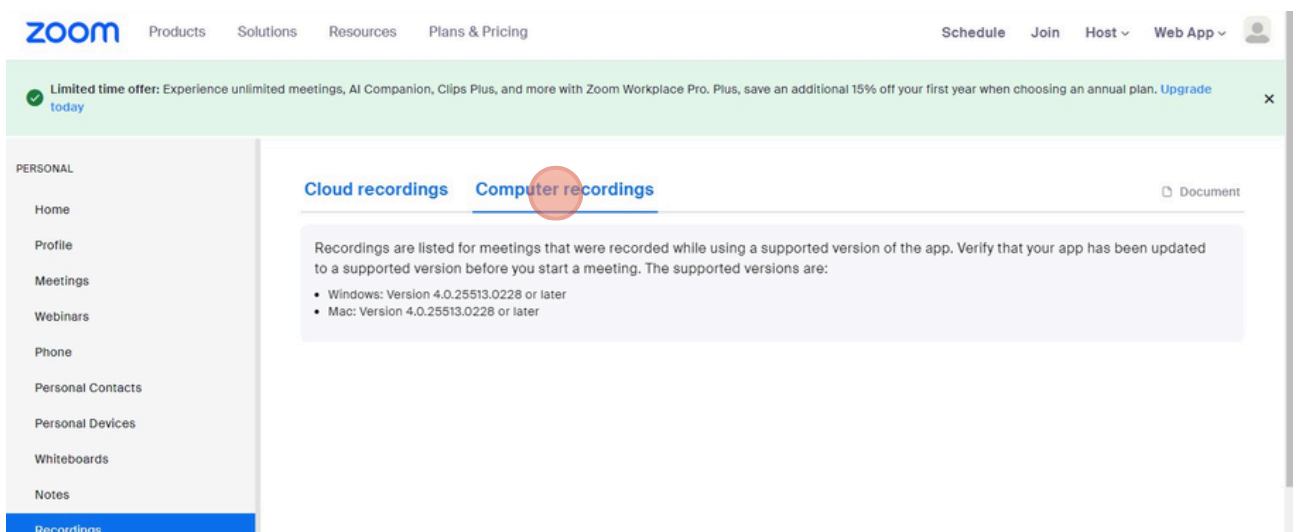 zoom Products Solutions Resources Plans & Pricing Schedule Join Host Web App
Limited time offer: Experience unlimited meetings, AI Companion, Clips Plus, and more with Zoom Workplace Pro. Plus, save an additional 15% off your first year when choosing an annual plan. Upgrade
today
PERSONAL
Home
Profile
Meetings
Webinars
Phone
Personal Contacts
Personal Devices
Whiteboards
Notes
Recordings
Cloud recordings Computer recordings Document
Recordings are listed for meetings that were recorded while using a supported version of the app. Verify that your app has been updated
to a supported version before you start a meeting. The supported versions are:
• Windows: Version 4.0.25513.0228 or later
• Mac: Version 4.0.25513.0228 or later